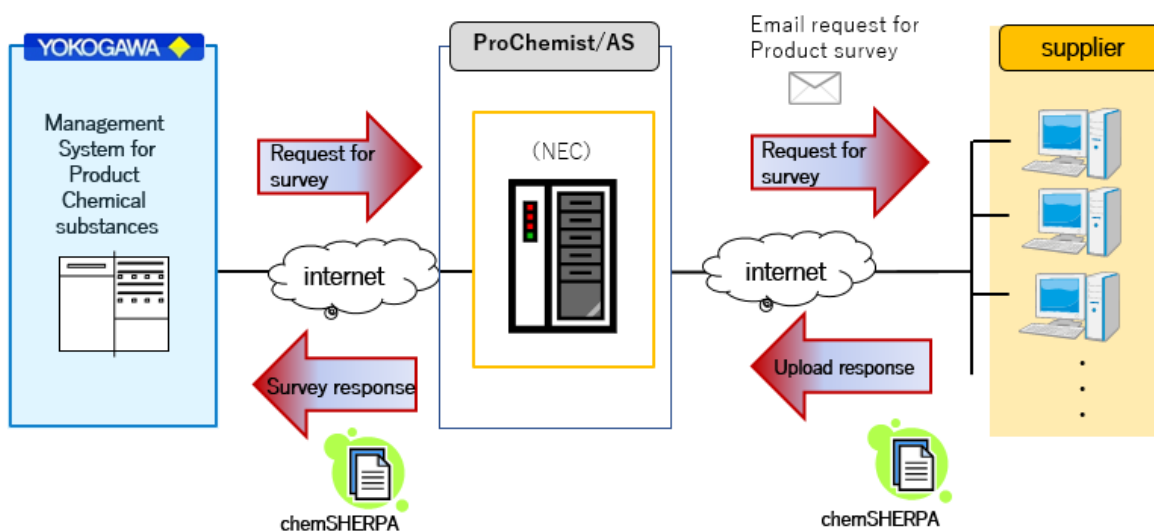 YOKOGAWA
Management
System for
Product
Chemical
substances
Request for
survey
internet
Survey response
chemSHERPA
ProChemist/AS
(NEC)
Email request for
Product survey
Request for
survey
internet
Upload response
chemSHERPA
supplier